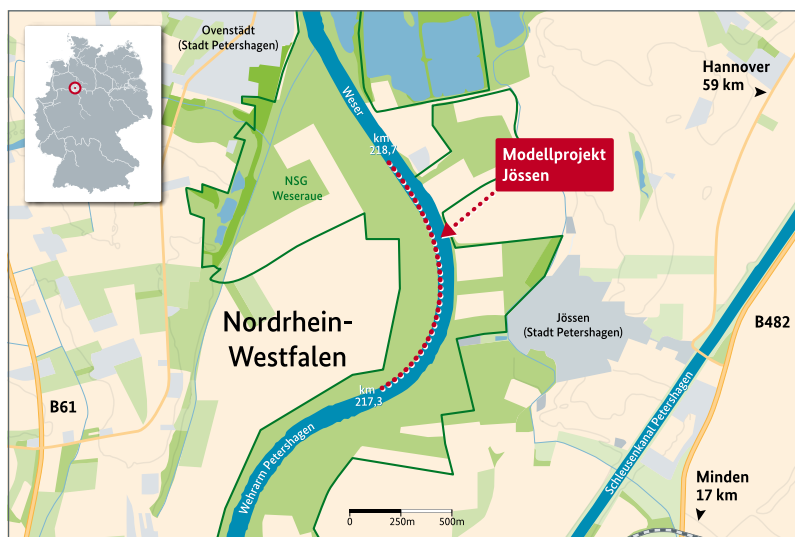 Ovenstädt
(Stadt Petershagen)
Hannover
59 km
Weser
km
218,7
Modellprojekt
Jössen
NSG
Weseraue
Nordrhein-
Westfalen
Jössen
(Stadt Petershagen)
B482
km
217,3
B61
Wehrarm Petershagen
Schleusenkanal Petershagen
Minden
17 km
0
250m
500m